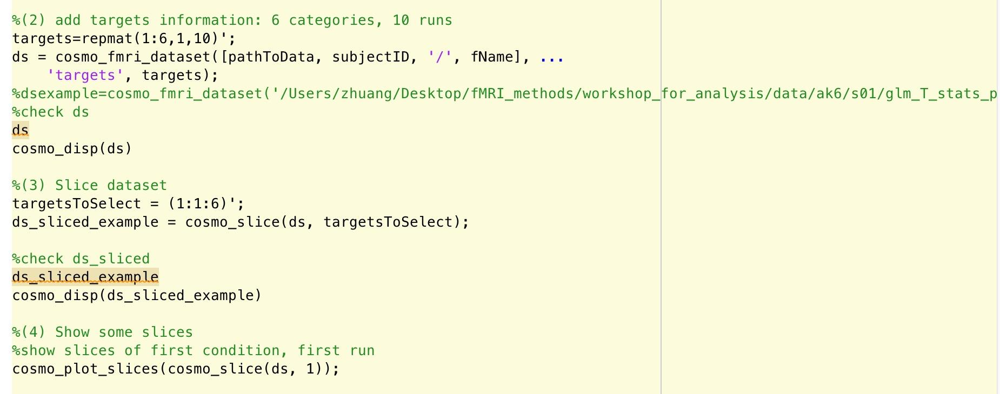 %(2) add targets information: 6 categories, 10 runs
targets=repmat(1:6,1,10)';
ds = cosmo_fmri_dataset([pathToData, subjectID, '/', fName], ...
    'targets', targets);
%dsexample=cosmo_fmri_dataset('/Users/zhuang/Desktop/fMRI_methods/workshop_for_analysis/data/ak6/s01/glm_T_stats_p
%check ds
ds
cosmo_disp(ds)

%(3) Slice dataset
targetsToSelect = (1:1:6)';
ds_sliced_example = cosmo_slice(ds, targetsToSelect);

%check ds_sliced
ds_sliced_example
cosmo_disp(ds_sliced_example)

%(4) Show some slices
%show slices of first condition, first run
cosmo_plot_slices(cosmo_slice(ds, 1));